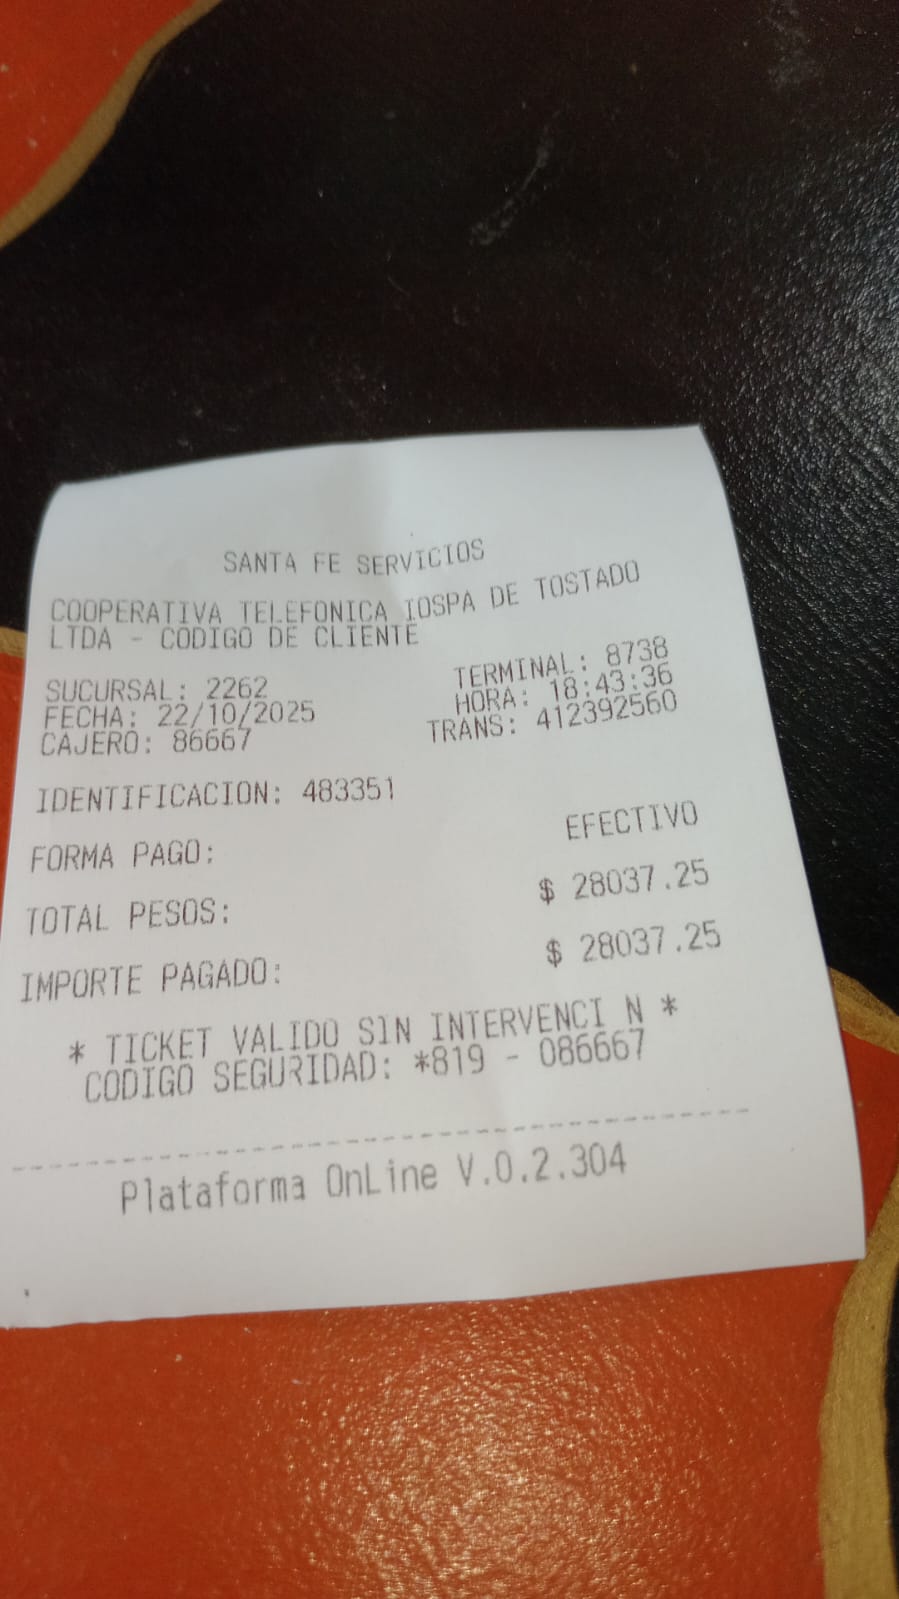 SANTA FE SERVICIOS
COOPERATIVA TELEFONICA IOSPA DE TOSTADO
LTDA - CODIGO DE CLIENTE
SUCURSAL: 2262 TERMINAL: 8738
FECHA: 22/10/2025 HORA: 18:43:36
CAJERO: 86667 TRANS: 412392560
IDENTIFICACION: 483351
FORMA PAGO: EFECTIVO
TOTAL PESOS: $ 28037.25
IMPORTE PAGADO: $ 28037.25
* TICKET VALIDO SIN INTERVENCI N *
CODIGO SEGURIDAD: *819 - 086667
Plataforma OnLine V.0.2.304